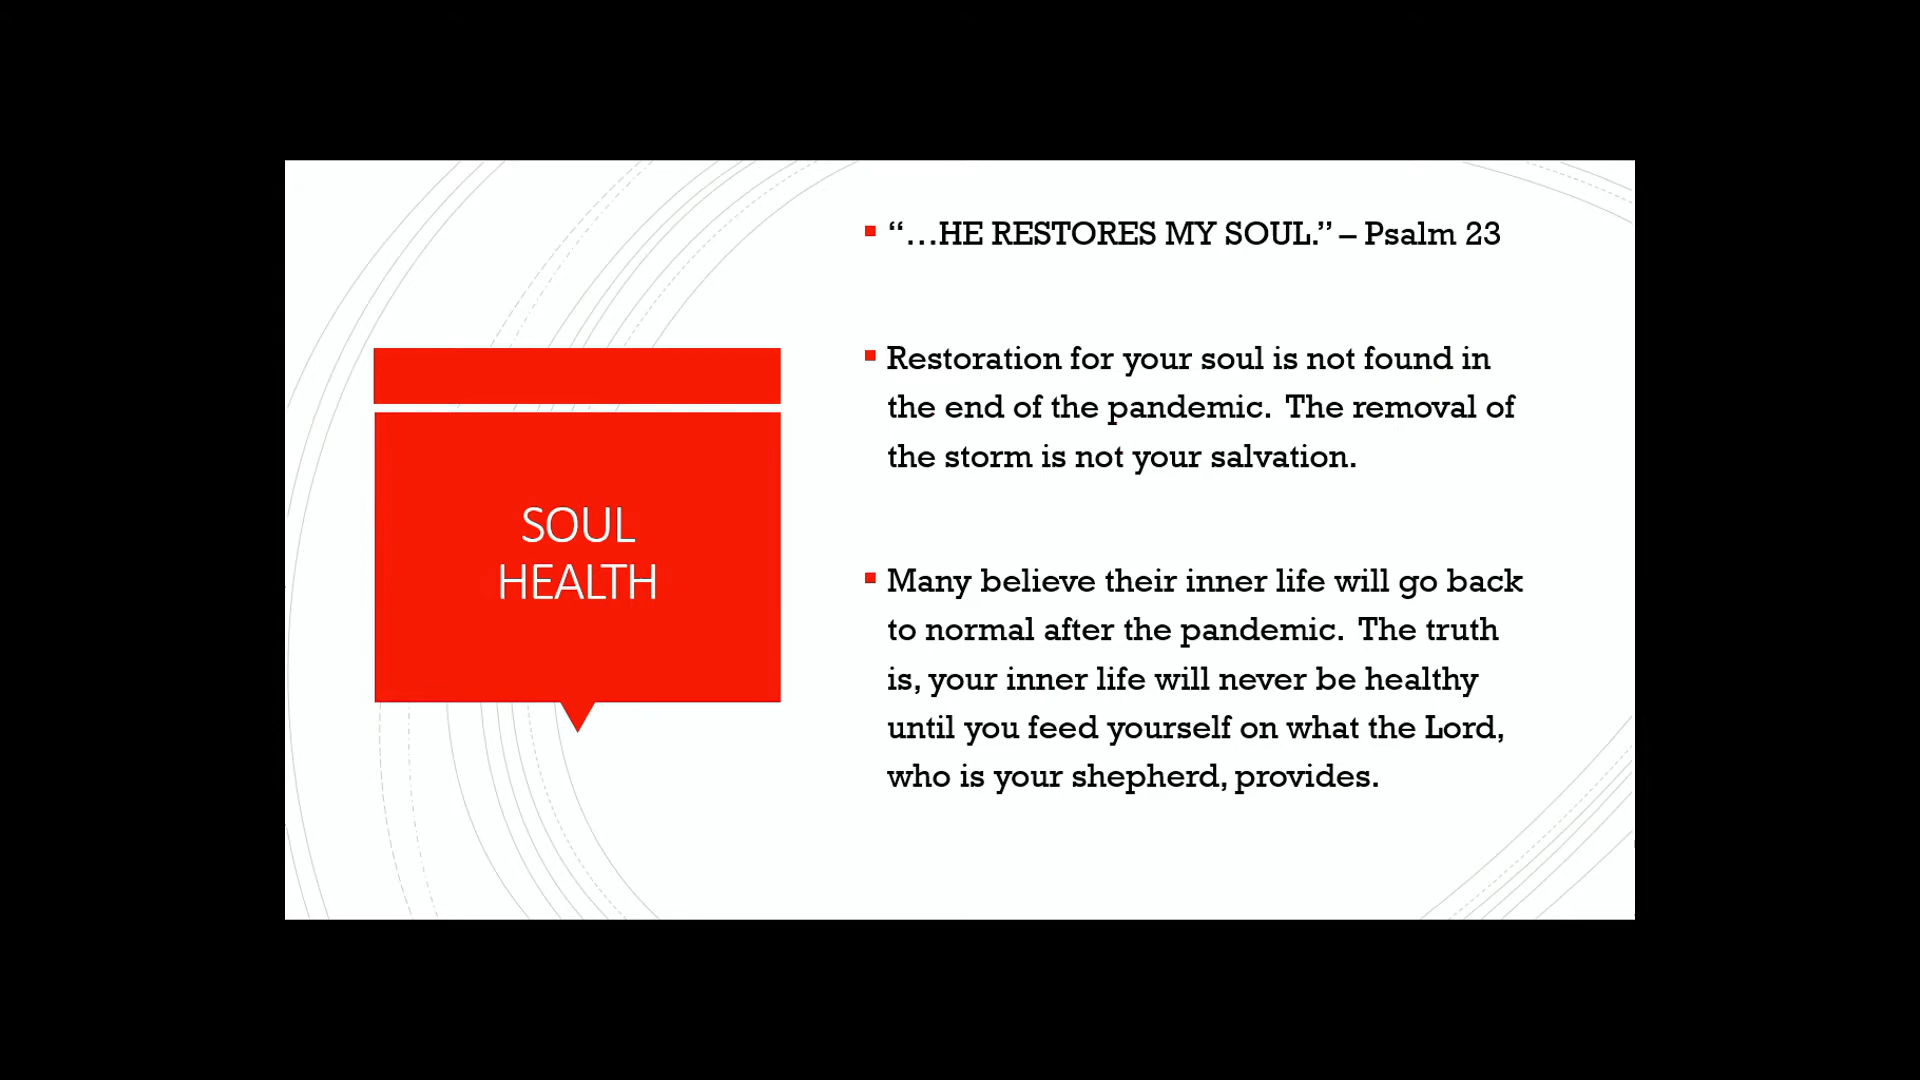 SOUL
HEALTH
“…HE RESTORES MY SOUL.” – Psalm 23
Restoration for your soul is not found in
the end of the pandemic.  The removal of
the storm is not your salvation.
Many believe their inner life will go back
to normal after the pandemic.  The truth
is, your inner life will never be healthy
until you feed yourself on what the Lord,
who is your shepherd, provides.